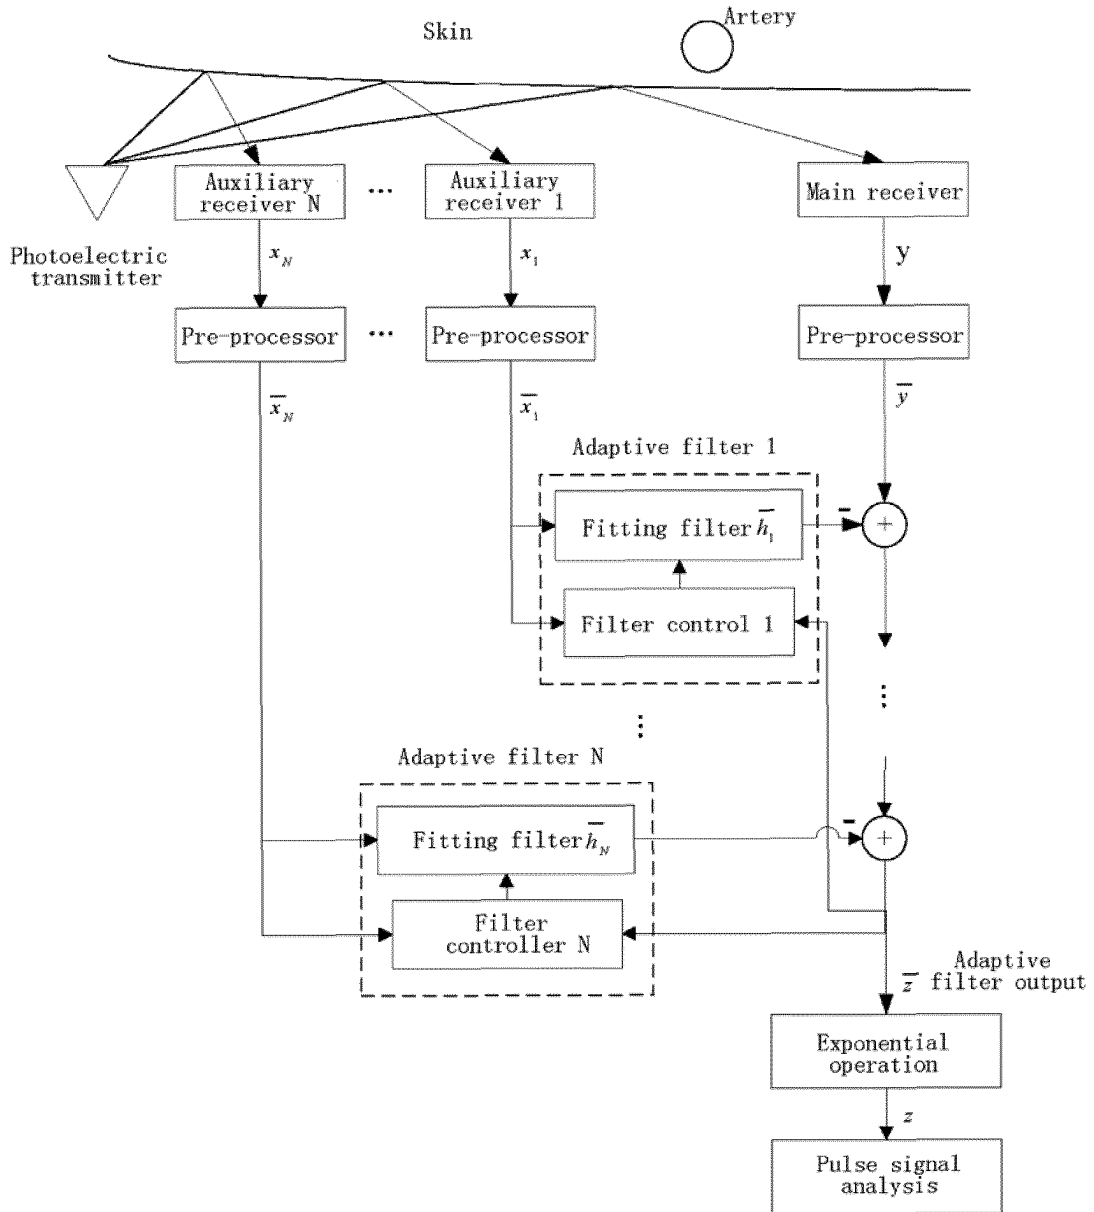 Artery
Skin
Auxiliary
receiver N
...
Auxiliary
receiver 1
Main receiver
Photoelectric
transmitter
x_N
x_1
y
Pre-processor
...
Pre-processor
Pre-processor
x̅_N
x̅_1
y̅
Adaptive filter 1
Fitting filter h̅_1
-
+
Filter control 1
⋮
⋮
Adaptive filter N
Fitting filter h̅_N
-
+
Filter
controller N
z̅
Adaptive
filter output
Exponential
operation
z
Pulse signal
analysis